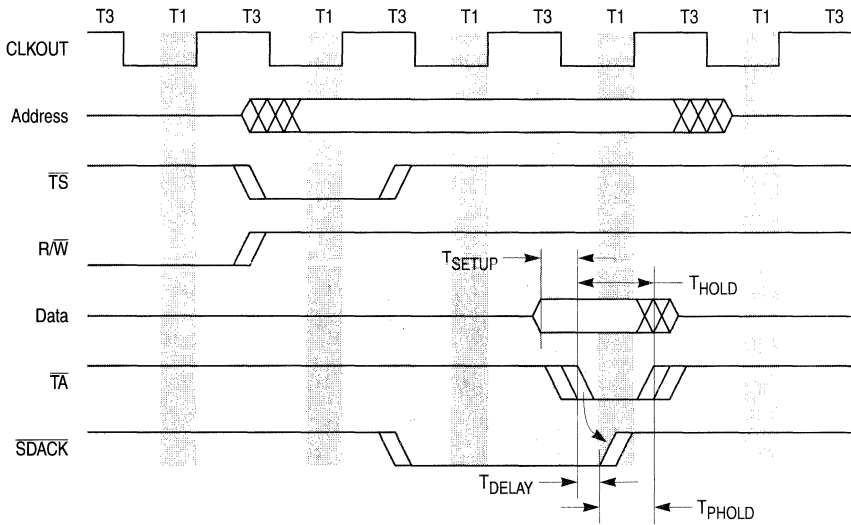 T3 T1 T3 T1 T3 T1 T3 T1 T3 T1 T3
CLKOUT
Address
TS
R/W
TSETUP
THOLD
Data
TA
SDACK
TDELAY
TPHOLD